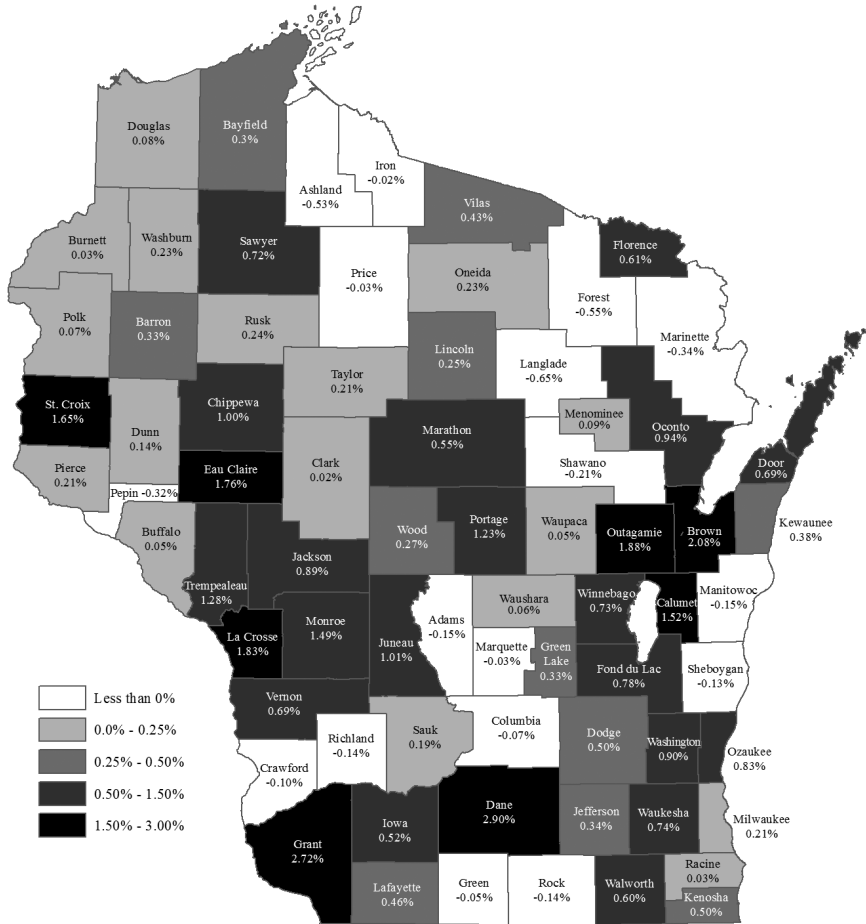 Douglas
0.08%
Bayfield
0.3%
Iron
-0.02%
Ashland
-0.53%
Vilas
0.43%
Burnett
0.03%
Washburn
0.23%
Sawyer
0.72%
Florence
0.61%
Price
-0.03%
Oneida
0.23%
Forest
-0.55%
Polk
0.07%
Barron
0.33%
Rusk
0.24%
Marinette
-0.34%
Lincoln
0.25%
Langlade
-0.65%
Taylor
0.21%
St. Croix
1.65%
Chippewa
1.00%
Menominee
0.09%
Oconto
0.94%
Marathon
0.55%
Dunn
0.14%
Clark
0.02%
Shawano
-0.21%
Door
0.69%
Eau Claire
1.76%
Pierce
0.21%
Pepin -0.32%
Buffalo
0.05%
Wood
0.27%
Portage
1.23%
Waupaca
0.05%
Outagamie
1.88%
Brown
2.08%
Kewaunee
0.38%
Jackson
0.89%
Trempealeau
1.28%
Waushara
0.06%
Winnebago
0.73%
Calumet
1.52%
Manitowoc
-0.15%
La Crosse
1.83%
Monroe
1.49%
Juneau
1.01%
Adams
-0.15%
Marquette
-0.03%
Green
Lake
0.33%
Fond du Lac
0.78%
Sheboygan
-0.13%
Vernon
0.69%
Less than 0%
0.0% - 0.25%
0.25% - 0.50%
0.50% - 1.50%
1.50% - 3.00%
Richland
-0.14%
Sauk
0.19%
Columbia
-0.07%
Dodge
0.50%
Washington
0.90%
Ozaukee
0.83%
Crawford
-0.10%
Grant
2.72%
Iowa
0.52%
Dane
2.90%
Jefferson
0.34%
Waukesha
0.74%
Milwaukee
0.21%
Lafayette
0.46%
Green
-0.05%
Rock
-0.14%
Walworth
0.60%
Racine
0.03%
Kenosha
0.50%